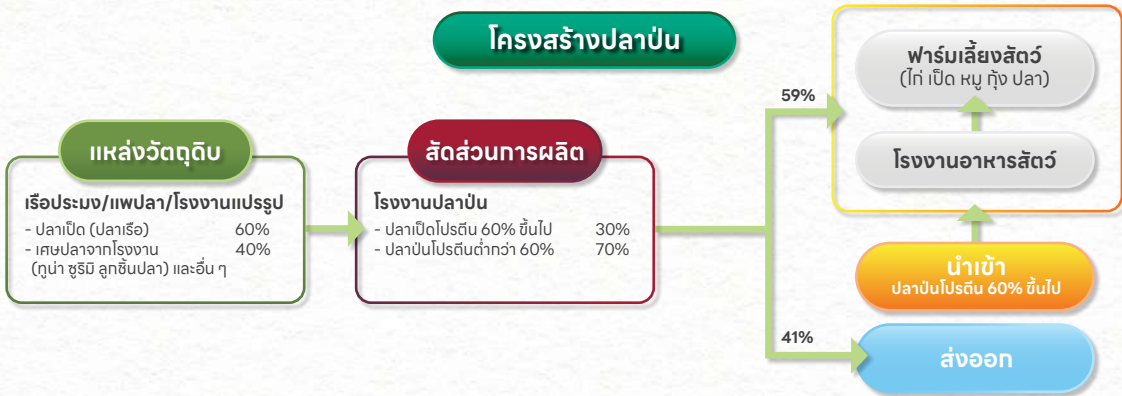 โครงสร้างปลาป่น
แหล่งวัตถุดิบ
เรือประมง/แพปลา/โรงงานแปรรูป
- ปลาเป็ด (ปลาเรือ) 60%
- เศษปลาจากโรงงาน 40%
(ทูน่า ซูริมิ ลูกชิ้นปลา) และอื่น ๆ
สัดส่วนการผลิต
โรงงานปลาป่น
- ปลาเป็ดโปรตีน 60% ขึ้นไป 30%
- ปลาป่นโปรตีนต่ำกว่า 60% 70%
59%
ฟาร์มเลี้ยงสัตว์
(ไก่ เป็ด หมู กุ้ง ปลา)
โรงงานอาหารสัตว์
นำเข้า
ปลาป่นโปรตีน 60% ขึ้นไป
41%
ส่งออก